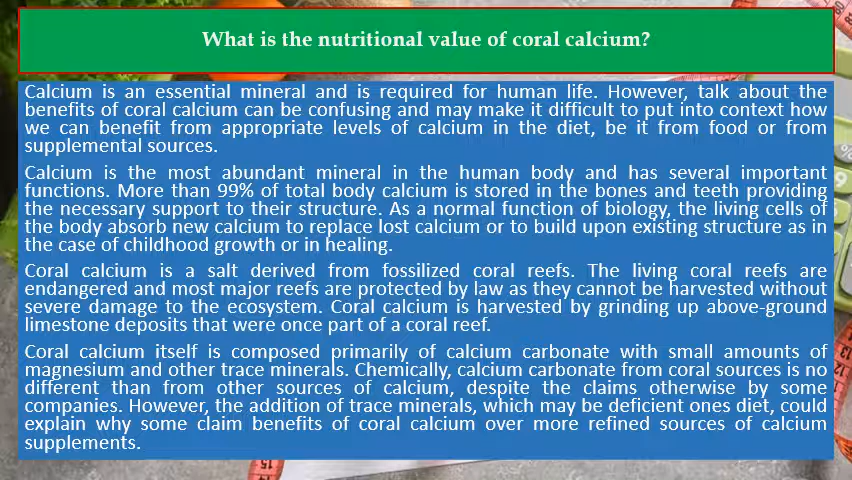 What is the nutritional value of coral calcium?
Calcium is an essential mineral and is required for human life. However, talk about the
benefits of coral calcium can be confusing and may make it difficult to put into context how
we can benefit from appropriate levels of calcium in the diet, be it from food or from
supplemental sources.
Calcium is the most abundant mineral in the human body and has several important
functions. More than 99% of total body calcium is stored in the bones and teeth providing
the necessary support to their structure. As a normal function of biology, the living cells of
the body absorb new calcium to replace lost calcium or to build upon existing structure as in
the case of childhood growth or in healing.
Coral calcium is a salt derived from fossilized coral reefs. The living coral reefs are
endangered and most major reefs are protected by law as they cannot be harvested without
severe damage to the ecosystem. Coral calcium is harvested by grinding up above-ground
limestone deposits that were once part of a coral reef.
Coral calcium itself is composed primarily of calcium carbonate with small amounts of
magnesium and other trace minerals. Chemically, calcium carbonate from coral sources is no
different than from other sources of calcium, despite the claims otherwise by some
companies. However, the addition of trace minerals, which may be deficient ones diet, could
explain why some claim benefits of coral calcium over more refined sources of calcium
supplements.